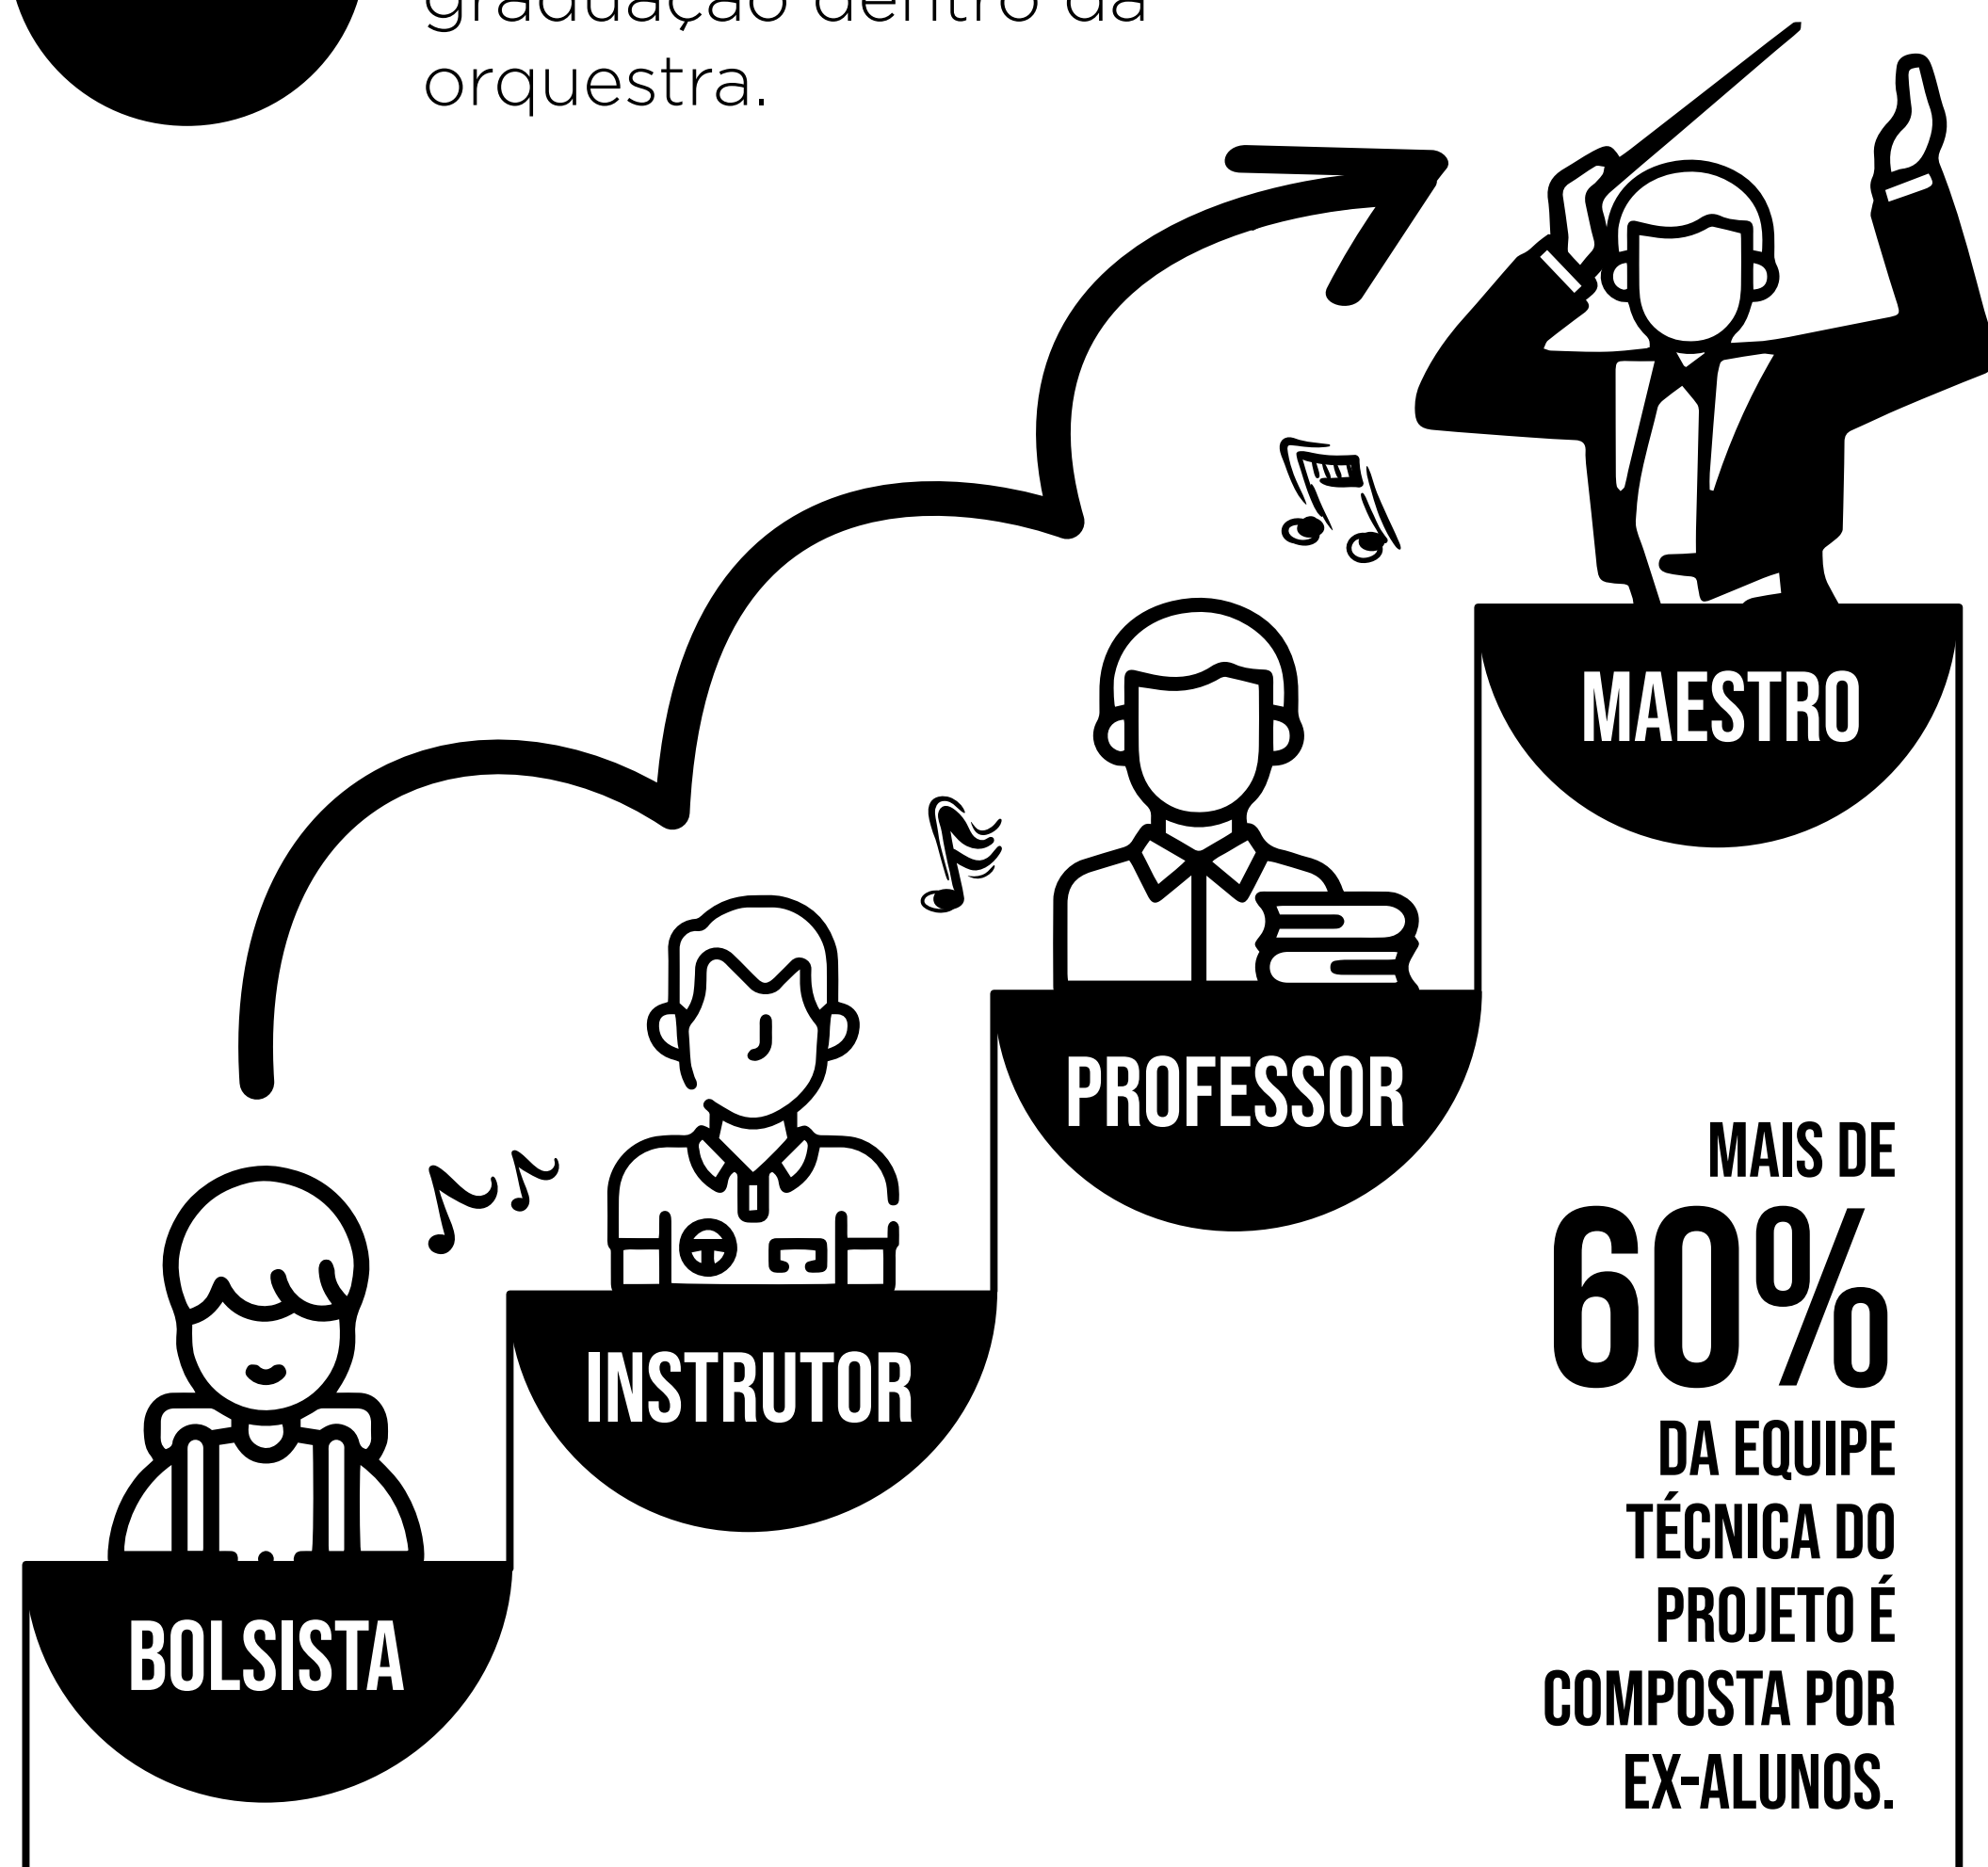 graduação dentro da
orquestra.
MAESTRO
PROFESSOR
INSTRUTOR
BOLSISTA
MAIS DE
60%
DA EQUIPE
TÉCNICA DO
PROJETO É
COMPOSTA POR
EX-ALUNOS.